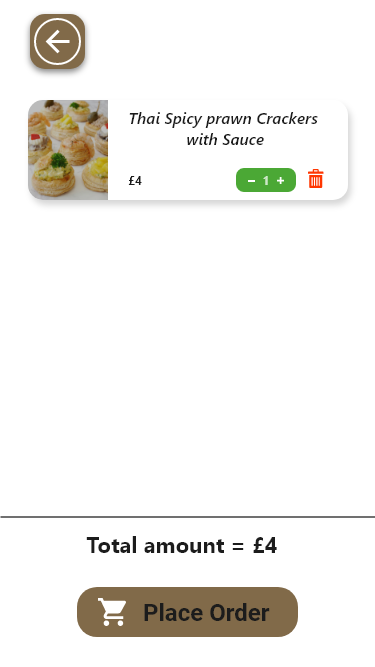 Thai Spicy prawn Crackers
with Sauce
£4
– 1 +
Total amount = £4
Place Order